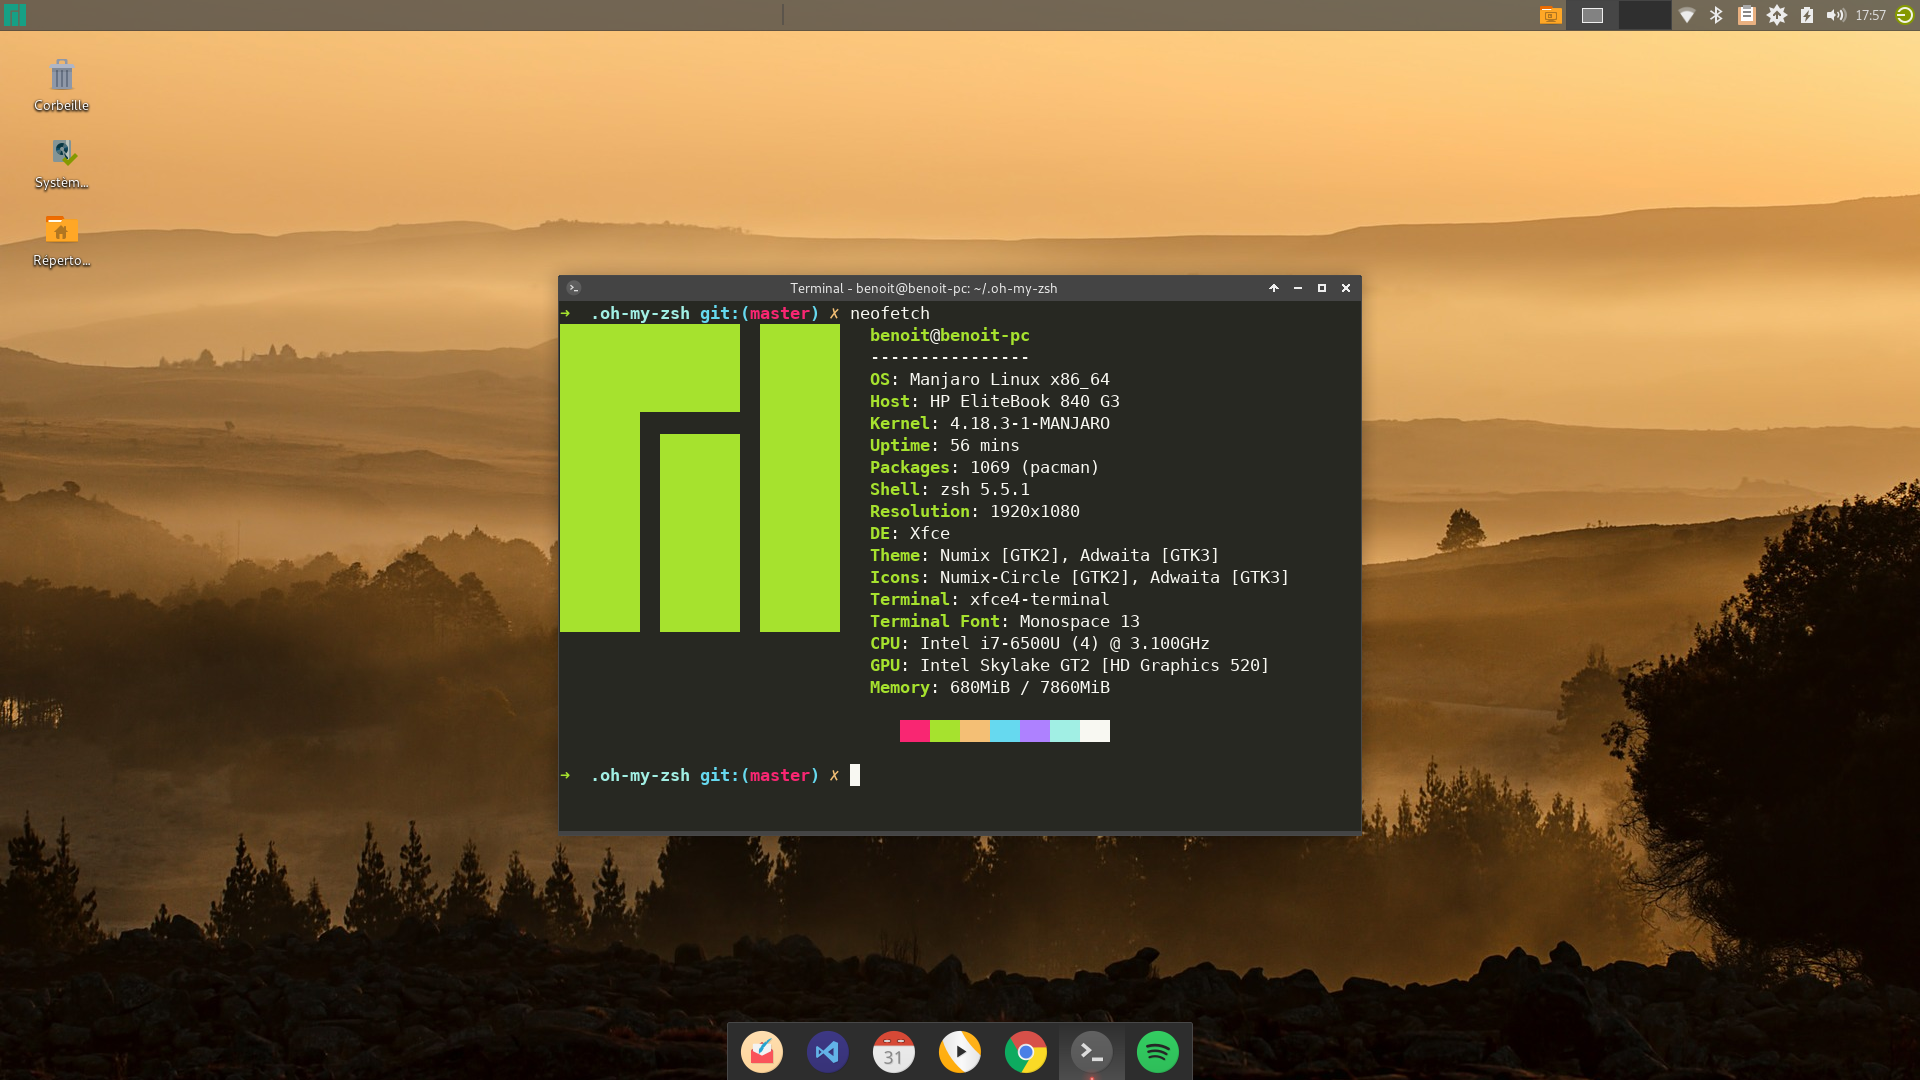 17:57
Corbeille
Systèm...
Réperto...
Terminal - benoit@benoit-pc: ~/.oh-my-zsh
➜ .oh-my-zsh git:(master) ✗ neofetch
benoit@benoit-pc
----------------
OS: Manjaro Linux x86_64
Host: HP EliteBook 840 G3
Kernel: 4.18.3-1-MANJARO
Uptime: 56 mins
Packages: 1069 (pacman)
Shell: zsh 5.5.1
Resolution: 1920x1080
DE: Xfce
Theme: Numix [GTK2], Adwaita [GTK3]
Icons: Numix-Circle [GTK2], Adwaita [GTK3]
Terminal: xfce4-terminal
Terminal Font: Monospace 13
CPU: Intel i7-6500U (4) @ 3.100GHz
GPU: Intel Skylake GT2 [HD Graphics 520]
Memory: 680MiB / 7860MiB
➜ .oh-my-zsh git:(master) ✗
31